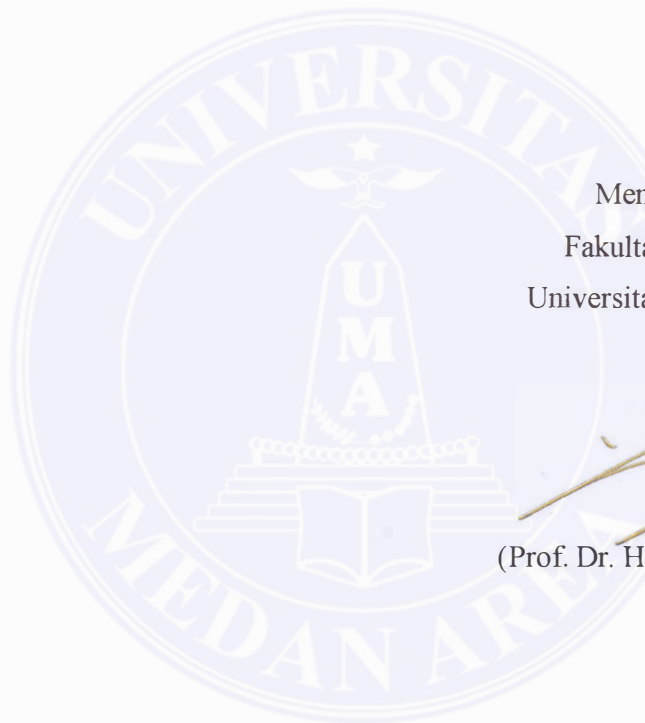 UNIVERSITAS
UMA
MEDAN AREA
Men
Fakulta
Universita
(Prof. Dr. H